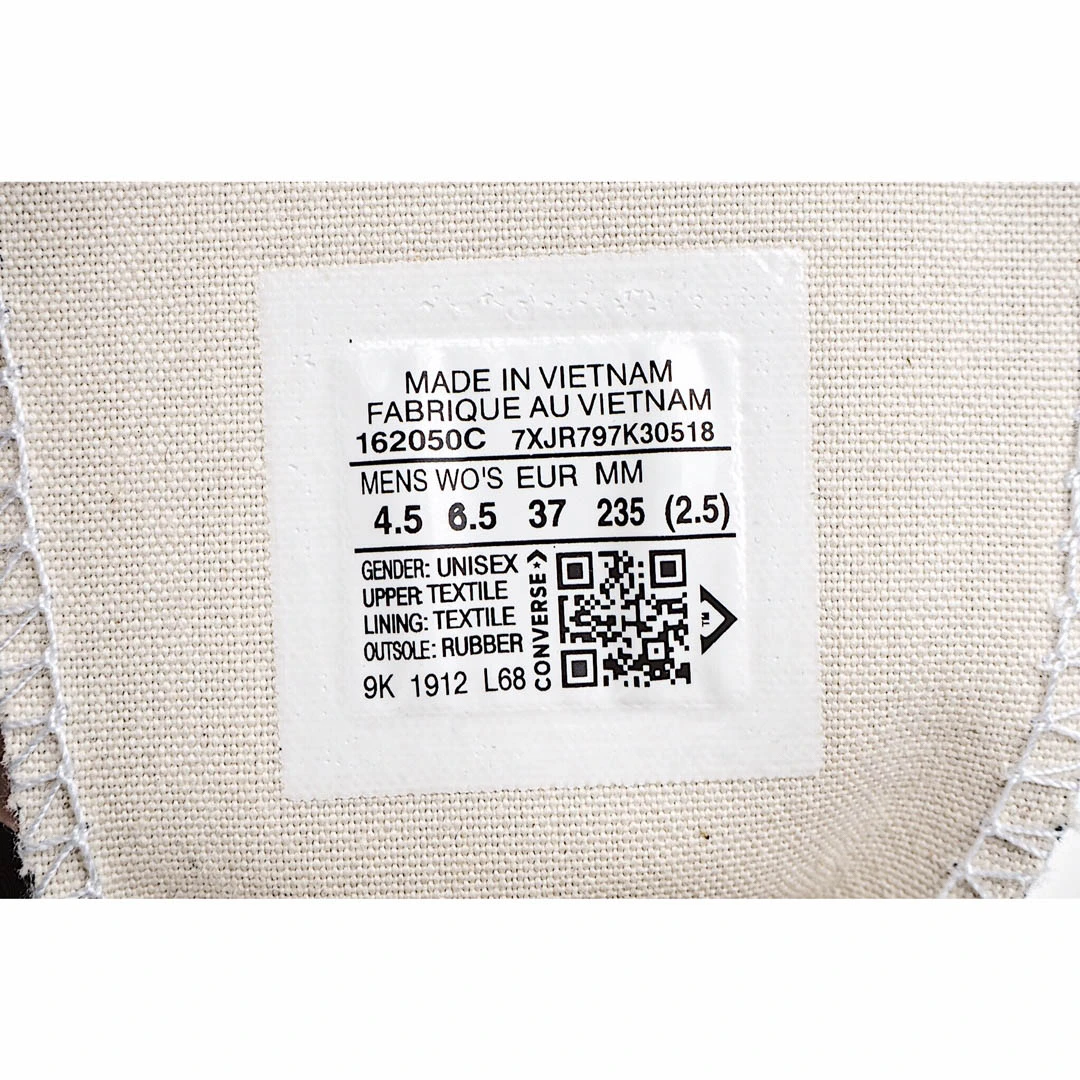 MADE IN VIETNAM
FABRIQUE AU VIETNAM
162050C 7XJR797K30518
MENS WO'S EUR MM
4.5 6.5 37 235 (2.5)
GENDER: UNISEX
UPPER: TEXTILE
LINING: TEXTILE
OUTSOLE: RUBBER
9K 1912 L68
CONVERSE
TM